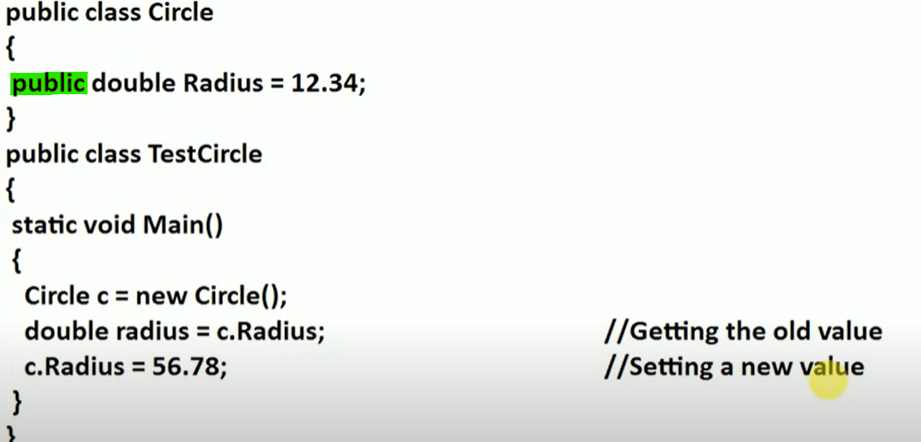 public class Circle
{
public double Radius = 12.34;
}
public class TestCircle
{
static void Main()
{
Circle c = new Circle();
double radius = c.Radius; //Getting the old value
c.Radius = 56.78; //Setting a new value
}
}